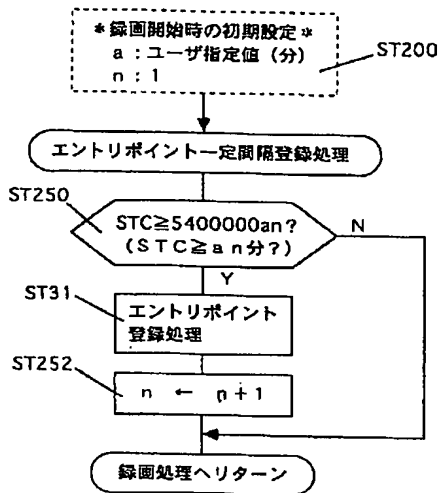 ＊録画開始時の初期設定＊
a：ユーザ指定値（分）
n：1
ST200
エントリポイント一定間隔登録処理
ST250
STC≧5400000an?
（STC≧an分？）
N
Y
ST31
エントリポイント
登録処理
ST252
n ← n+1
録画処理へリターン